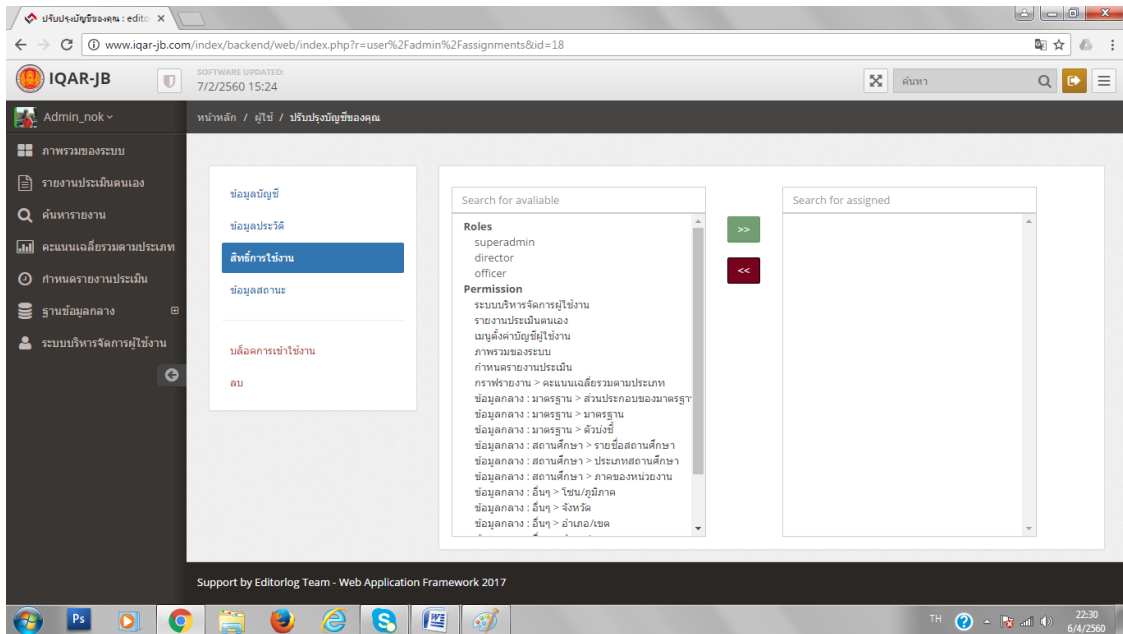 ปรับปรุงบัญชีของคุณ : edito
www.iqar-jb.com/index/backend/web/index.php?r=user%2Fadmin%2Fassignments&id=18
IQAR-JB
SOFTWARE UPDATED:
7/2/2560 15:24
ค้นหา
Admin_nok
หน้าหลัก / ผู้ใช้ / ปรับปรุงบัญชีของคุณ
ภาพรวมของระบบ
รายงานประเมินตนเอง
ค้นหารายงาน
คะแนนเฉลี่ยรวมตามประเภท
กำหนดรายงานประเมิน
ฐานข้อมูลกลาง
ระบบบริหารจัดการผู้ใช้งาน
ข้อมูลบัญชี
ข้อมูลประวัติ
สิทธิ์การใช้งาน
ข้อมูลสถานะ
บล็อคการเข้าใช้งาน
ลบ
Search for avaliable
Roles
superadmin
director
officer
Permission
ระบบบริหารจัดการผู้ใช้งาน
รายงานประเมินตนเอง
เมนูตั้งค่าบัญชีผู้ใช้งาน
ภาพรวมของระบบ
กำหนดรายงานประเมิน
กราฟรายงาน > คะแนนเฉลี่ยรวมตามประเภท
ข้อมูลกลาง : มาตรฐาน > ส่วนประกอบของมาตรฐา
ข้อมูลกลาง : มาตรฐาน > มาตรฐาน
ข้อมูลกลาง : มาตรฐาน > ตัวบ่งชี้
ข้อมูลกลาง : สถานศึกษา > รายชื่อสถานศึกษา
ข้อมูลกลาง : สถานศึกษา > ประเภทสถานศึกษา
ข้อมูลกลาง : สถานศึกษา > ภาคของหน่วยงาน
ข้อมูลกลาง : อื่นๆ > โซน/ภูมิภาค
ข้อมูลกลาง : อื่นๆ > จังหวัด
ข้อมูลกลาง : อื่นๆ > อำเภอ/เขต
>>
<<
Search for assigned
Support by Editorlog Team - Web Application Framework 2017
Ps
TH
22:30
6/4/2560